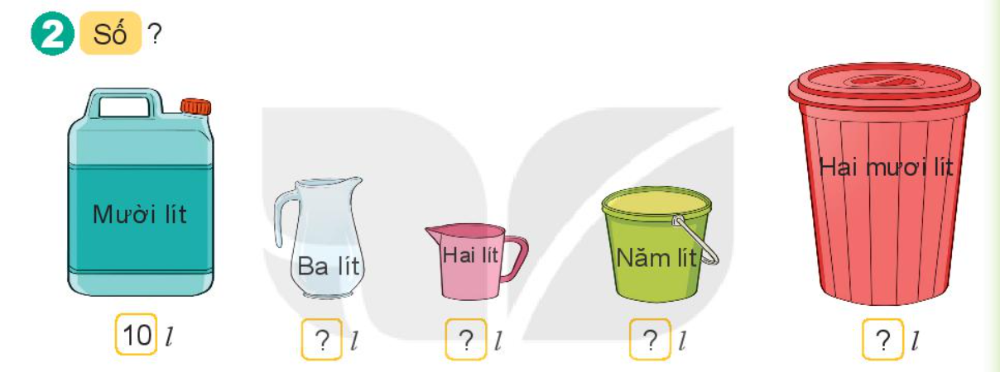 2 Số ?
Mười lít
Ba lít
Hai lít
Năm lít
Hai mươi lít
10 l
? l
? l
? l
? l